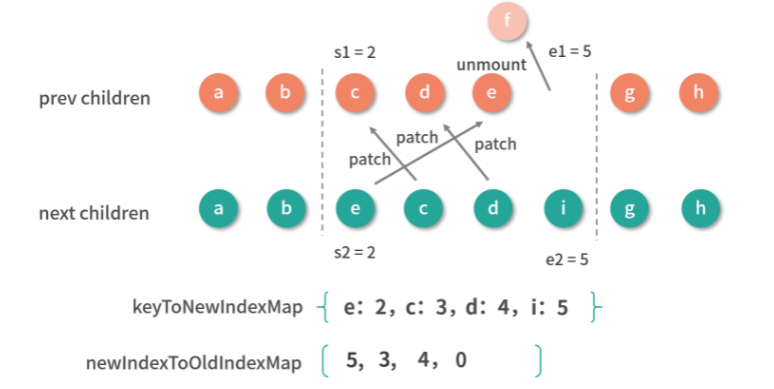 f
s1 = 2
unmount
e1 = 5
prev children a b c d e g h
patch patch patch
next children a b e c d i g h
s2 = 2
e2 = 5
keyToNewIndexMap { e: 2, c: 3, d: 4, i: 5 }
newIndexToOldIndexMap [ 5, 3, 4, 0 ]